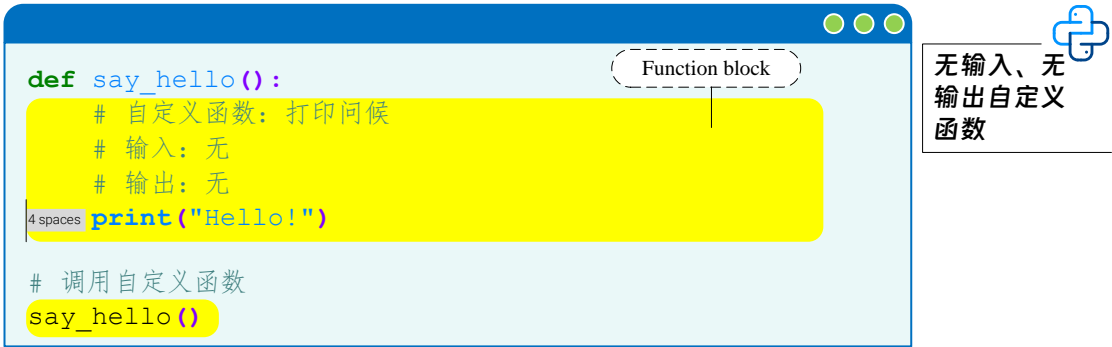 Function block
def say_hello():
# 自定义函数：打印问候
# 输入：无
# 输出：无
4 spaces print("Hello!")
# 调用自定义函数
say_hello()
无输入、无
输出自定义
函数